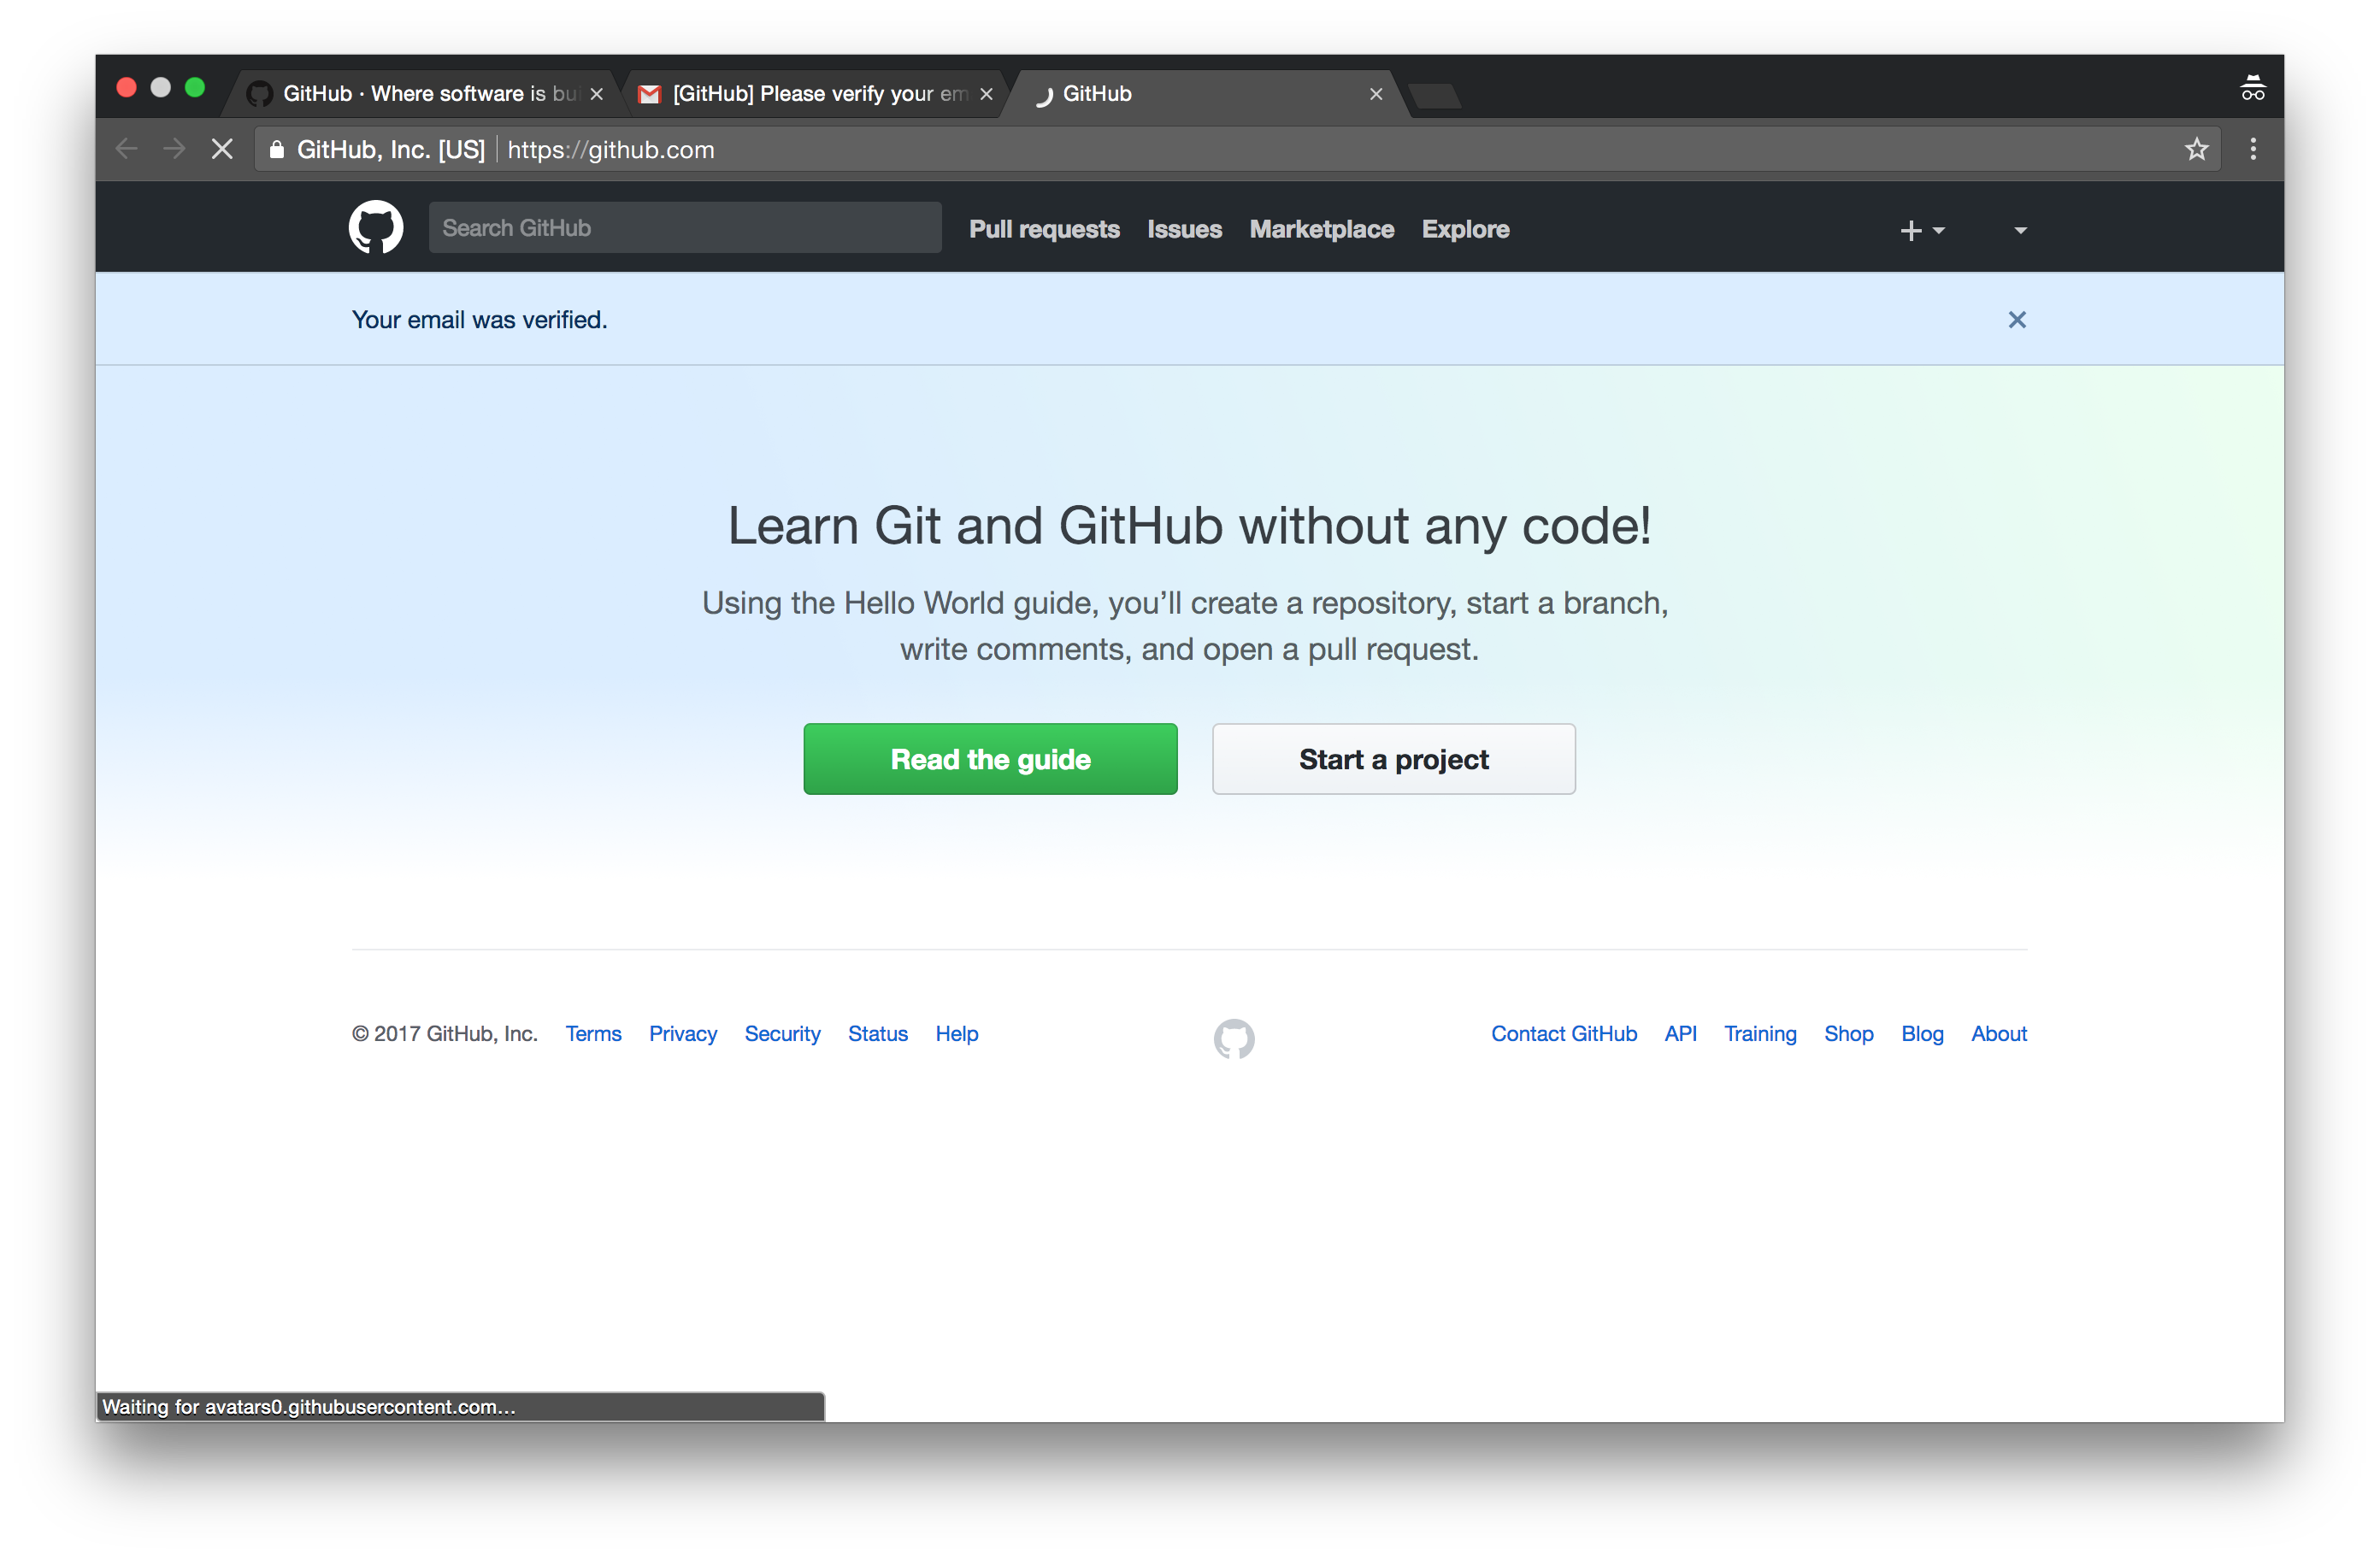 GitHub · Where software is bui
[GitHub] Please verify your em
GitHub
GitHub, Inc. [US] https://github.com
Search GitHub
Pull requests Issues Marketplace Explore
Your email was verified.
Learn Git and GitHub without any code!
Using the Hello World guide, you’ll create a repository, start a branch,
write comments, and open a pull request.
Read the guide
Start a project
© 2017 GitHub, Inc. Terms Privacy Security Status Help
Contact GitHub API Training Shop Blog About
Waiting for avatars0.githubusercontent.com...